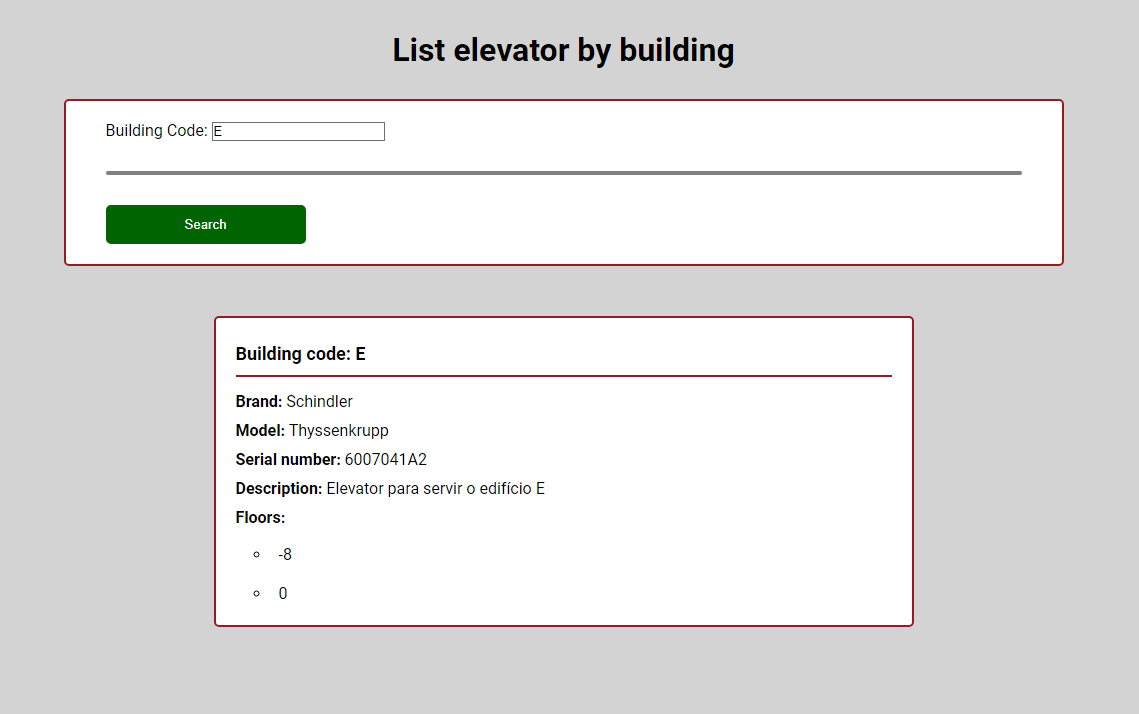 List elevator by building
Building Code: E
Search
Building code: E
Brand: Schindler
Model: Thyssenkrupp
Serial number: 6007041A2
Description: Elevator para servir o edifício E
Floors:
-8
0